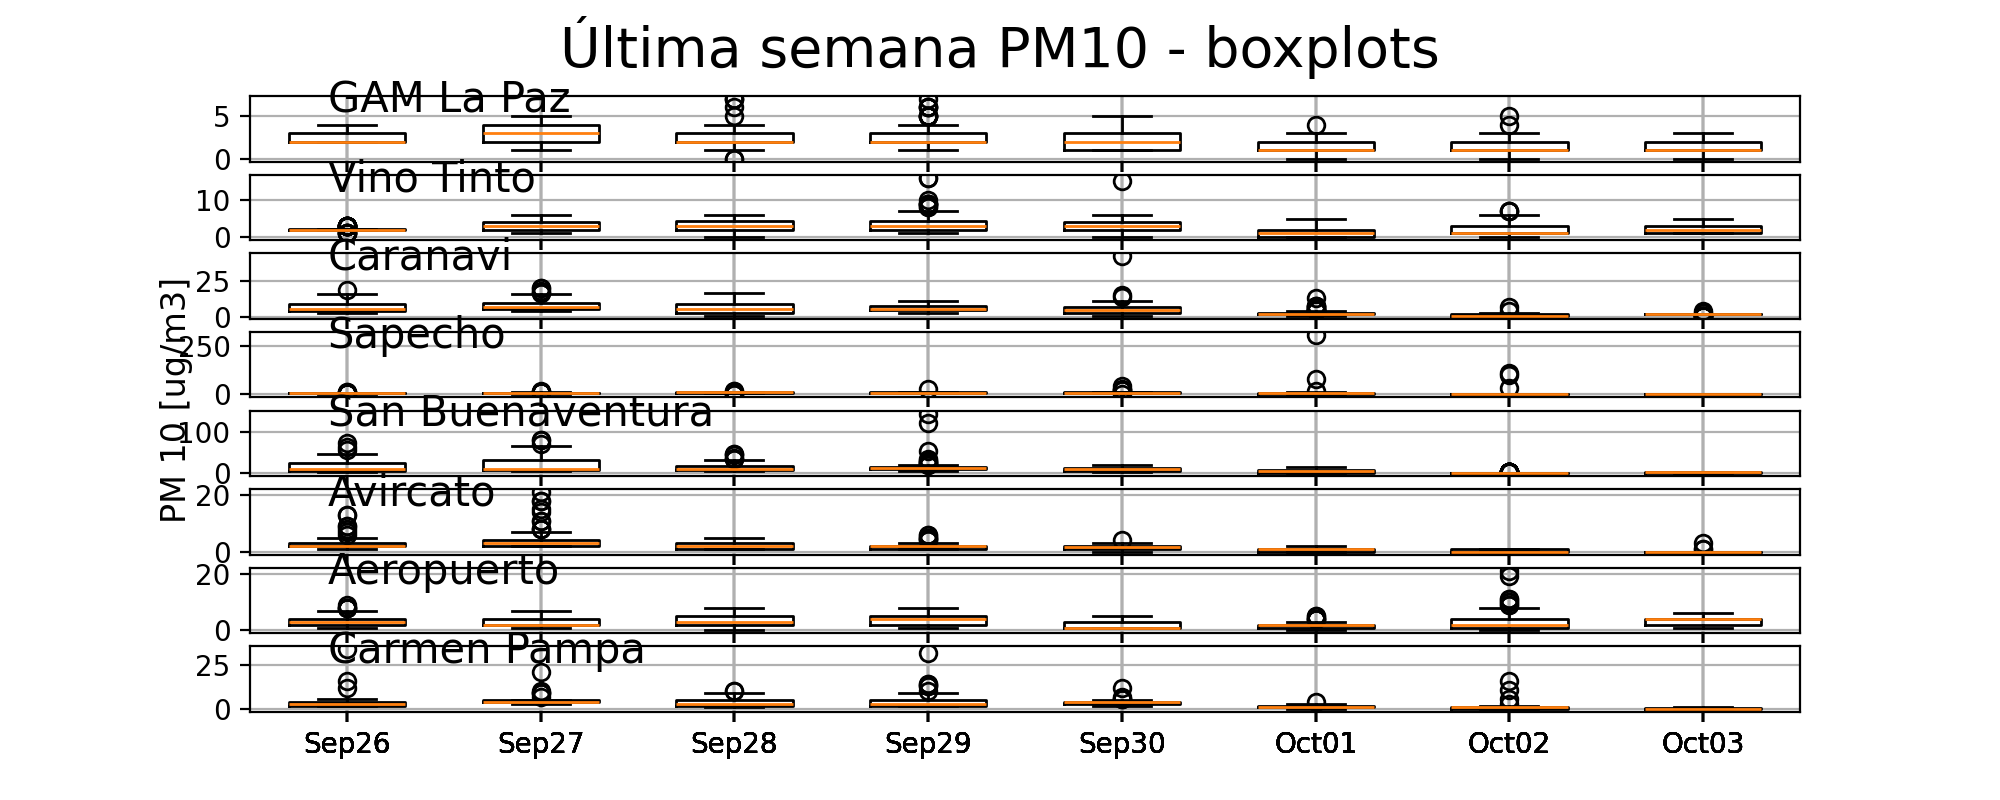 Última semana PM10 - boxplots
PM 10 [ug/m3]
GAM La Paz
5
0
Vino Tinto
10
0
Caranavi
25
0
Sapecho
250
0
San Buenaventura
100
0
Avircato
20
0
Aeropuerto
20
0
Carmen Pampa
25
0
Sep26 Sep27 Sep28 Sep29 Sep30 Oct01 Oct02 Oct03